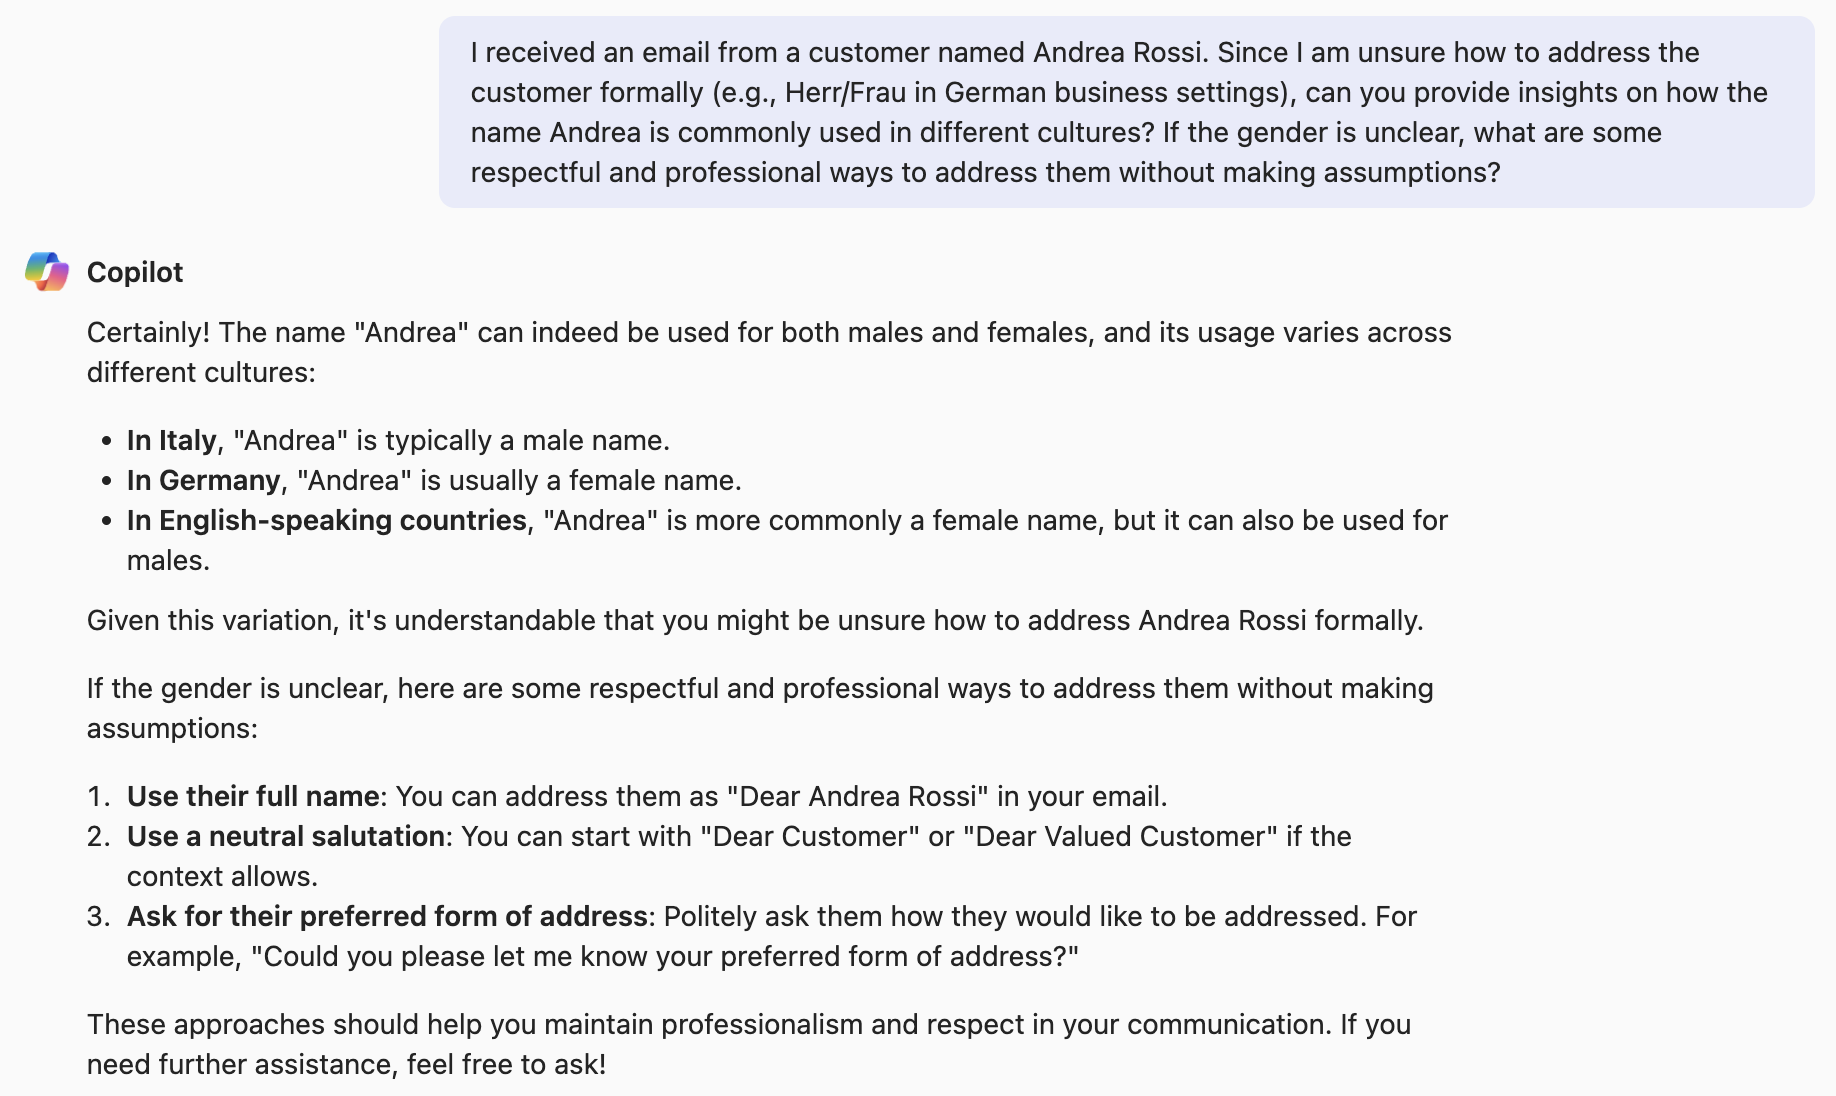 I received an email from a customer named Andrea Rossi. Since I am unsure how to address the
customer formally (e.g., Herr/Frau in German business settings), can you provide insights on how the
name Andrea is commonly used in different cultures? If the gender is unclear, what are some
respectful and professional ways to address them without making assumptions?
Copilot
Certainly! The name "Andrea" can indeed be used for both males and females, and its usage varies across
different cultures:
• In Italy, "Andrea" is typically a male name.
• In Germany, "Andrea" is usually a female name.
• In English-speaking countries, "Andrea" is more commonly a female name, but it can also be used for
males.
Given this variation, it's understandable that you might be unsure how to address Andrea Rossi formally.
If the gender is unclear, here are some respectful and professional ways to address them without making
assumptions:
1. Use their full name: You can address them as "Dear Andrea Rossi" in your email.
2. Use a neutral salutation: You can start with "Dear Customer" or "Dear Valued Customer" if the
context allows.
3. Ask for their preferred form of address: Politely ask them how they would like to be addressed. For
example, "Could you please let me know your preferred form of address?"
These approaches should help you maintain professionalism and respect in your communication. If you
need further assistance, feel free to ask!